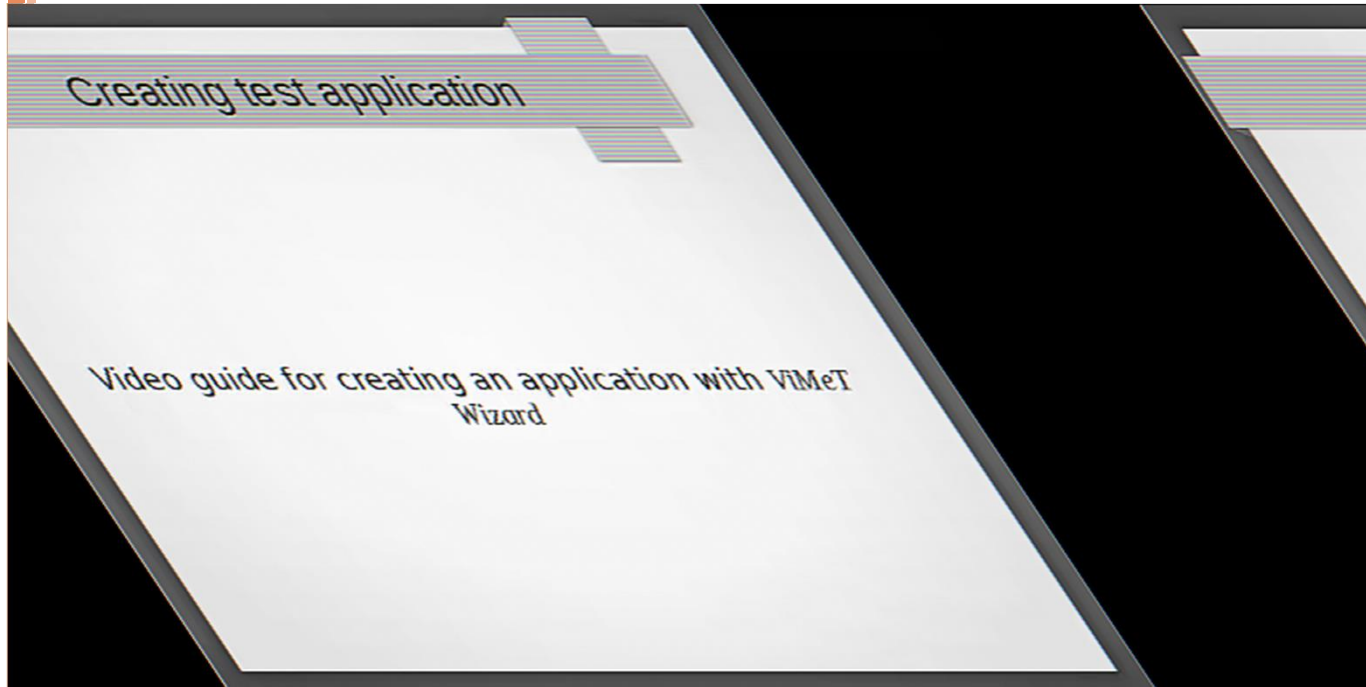 Creating test application
Video guide for creating an application with ViMeT
Wizard